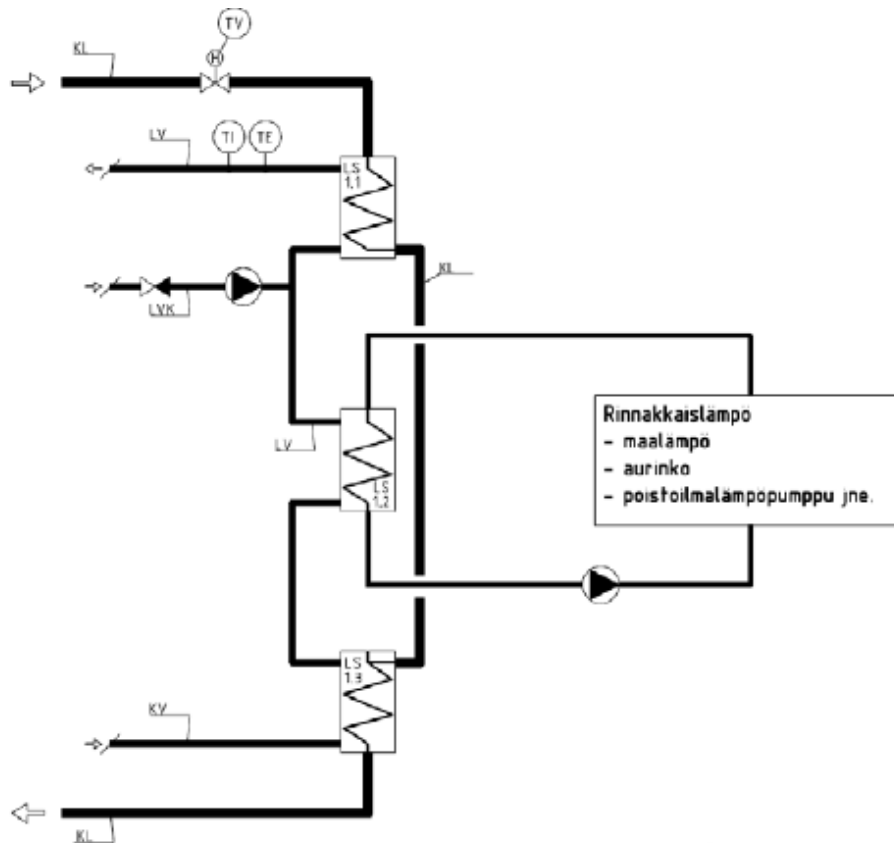 TV
H
KL
LV
TI
TE
LS
1.1
KL
LVK
Rinnakkaislämpö
- maalämpö
- aurinko
- poistoilmalämpöpumppu jne.
LV
LS
1.2
LS
1.3
KV
KL